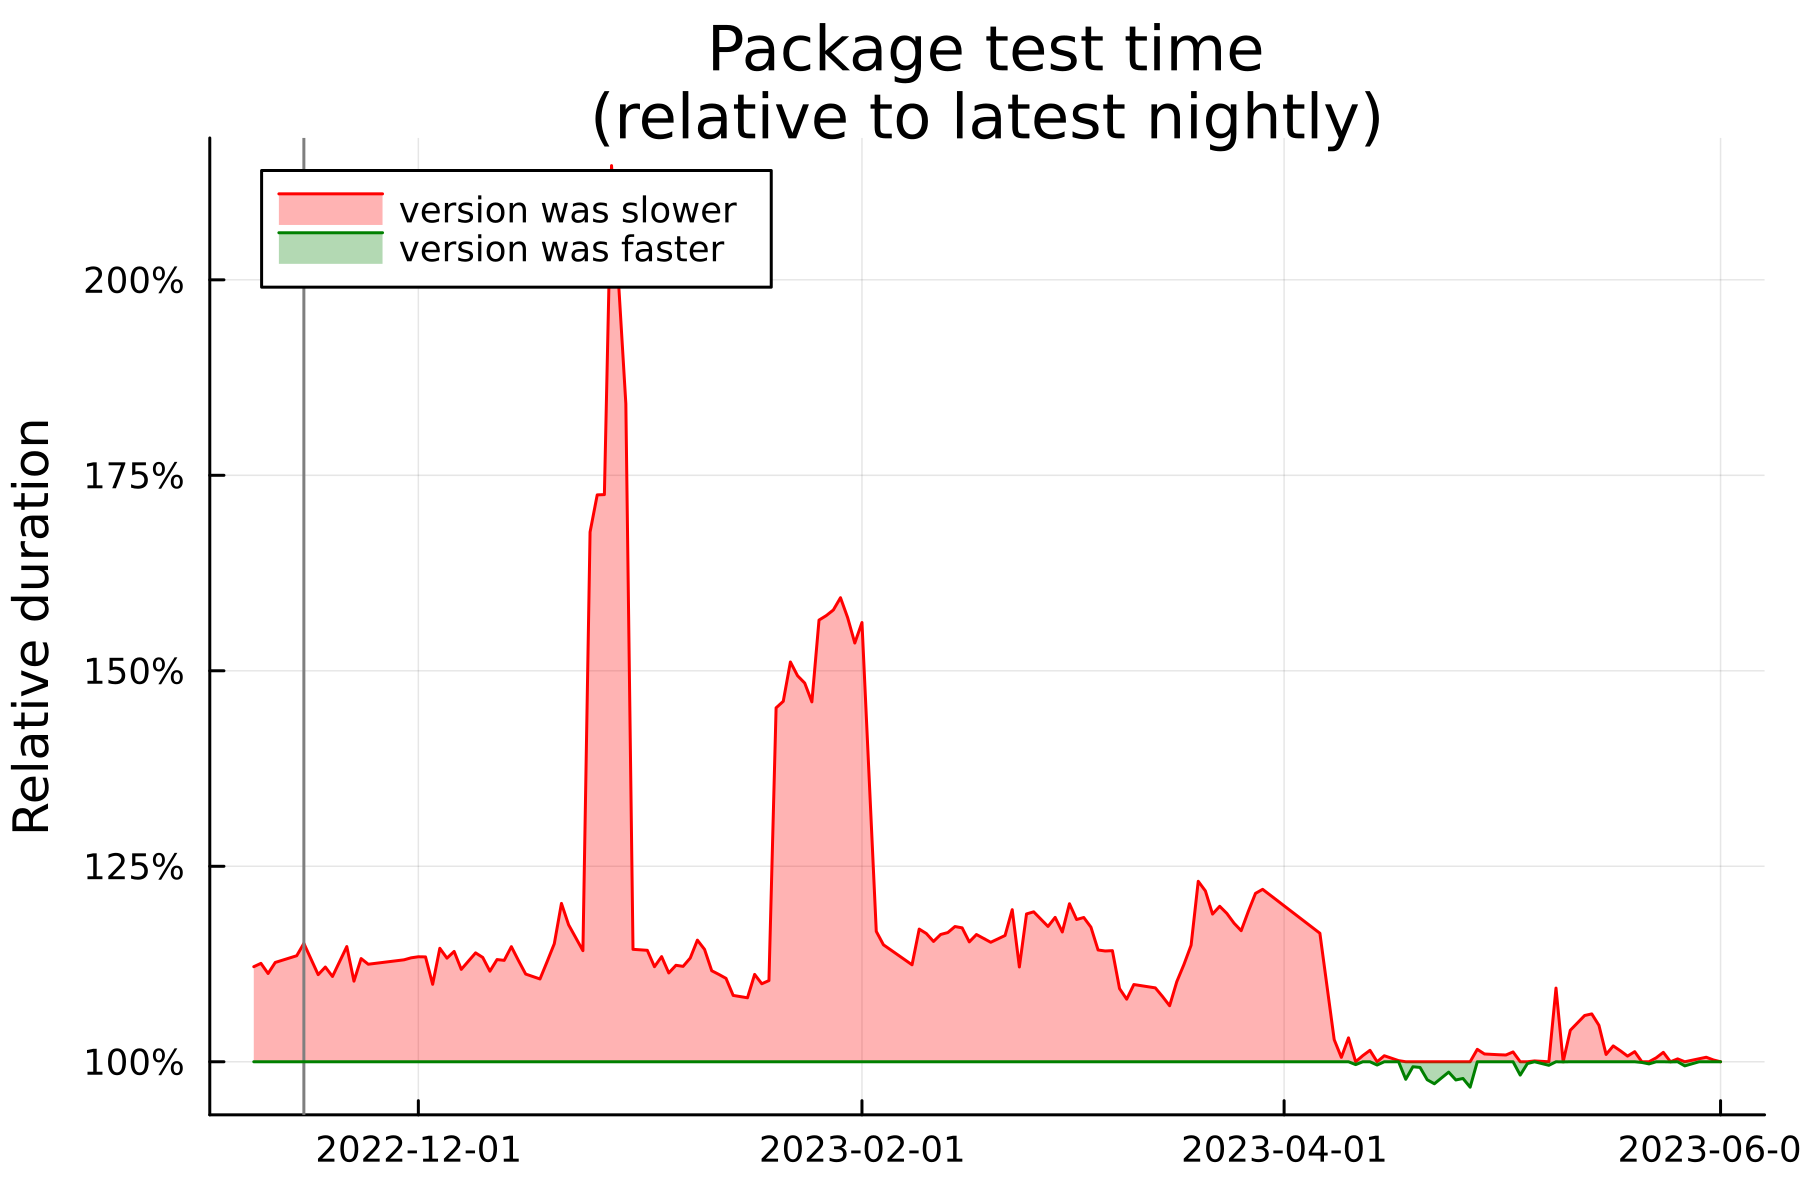 Package test time
(relative to latest nightly)
version was slower
version was faster
200%
175%
150%
125%
100%
Relative duration
2022-12-01
2023-02-01
2023-04-01
2023-06-0